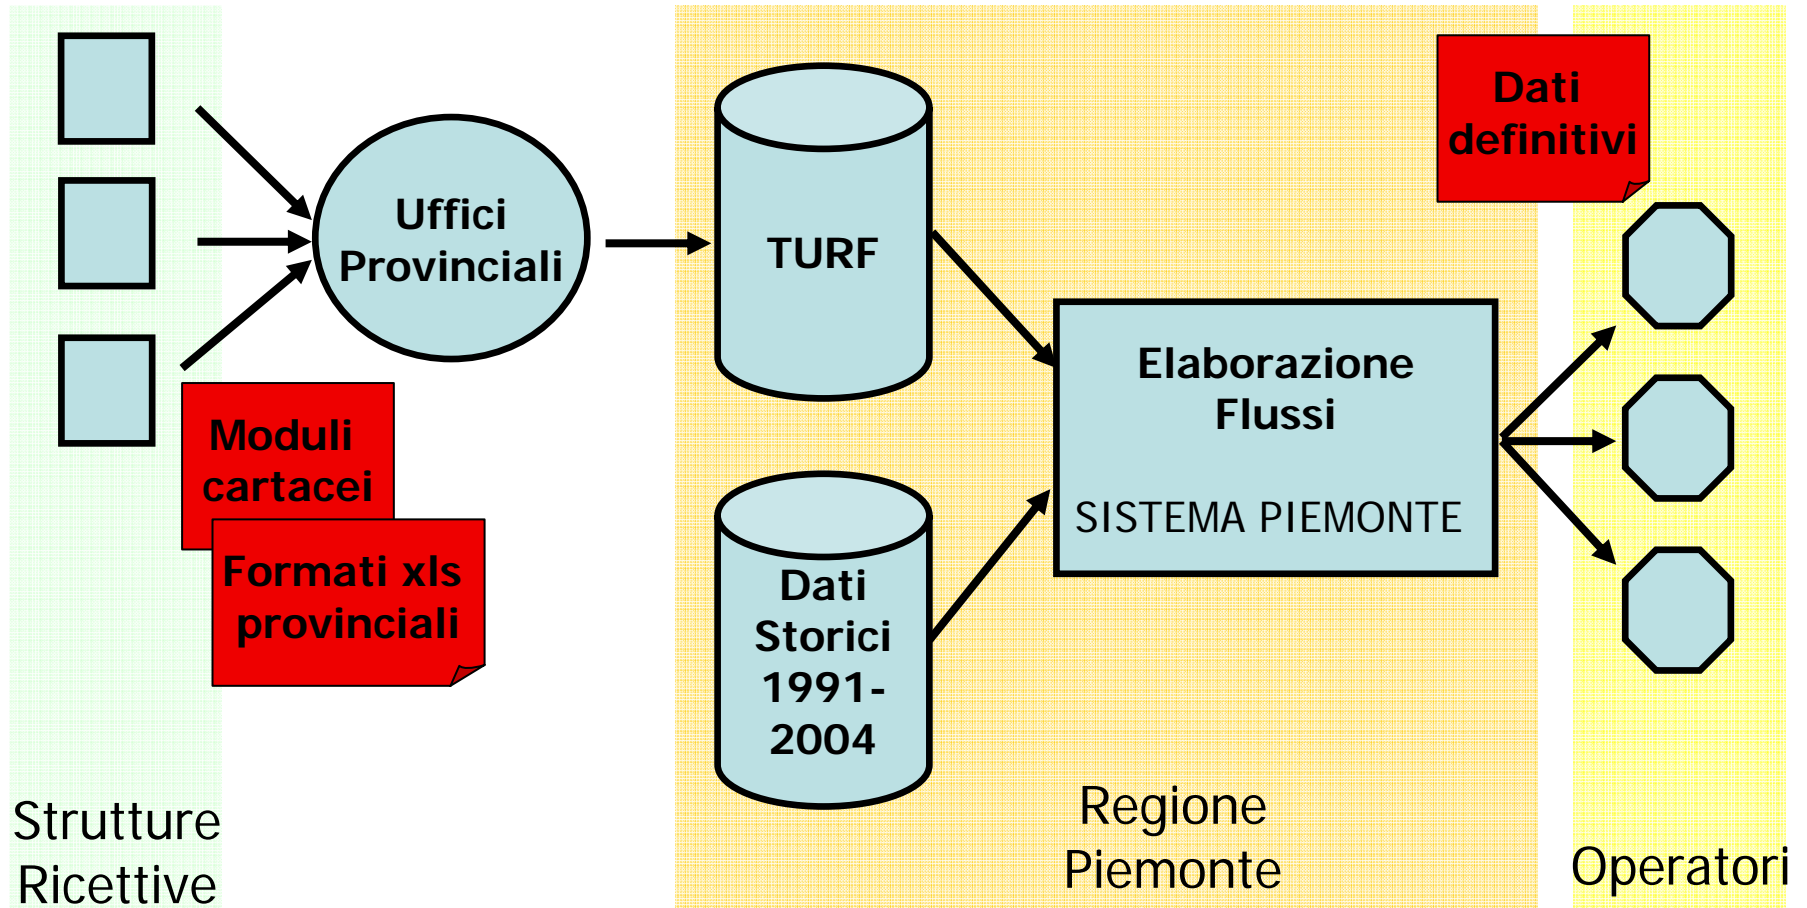 Uffici
Provinciali
TURF
Dati
definitivi
Elaborazione
Flussi
SISTEMA PIEMONTE
Moduli
cartacei
Formati xls
provinciali
Dati
Storici
1991-
2004
Strutture
Ricettive
Regione
Piemonte
Operatori